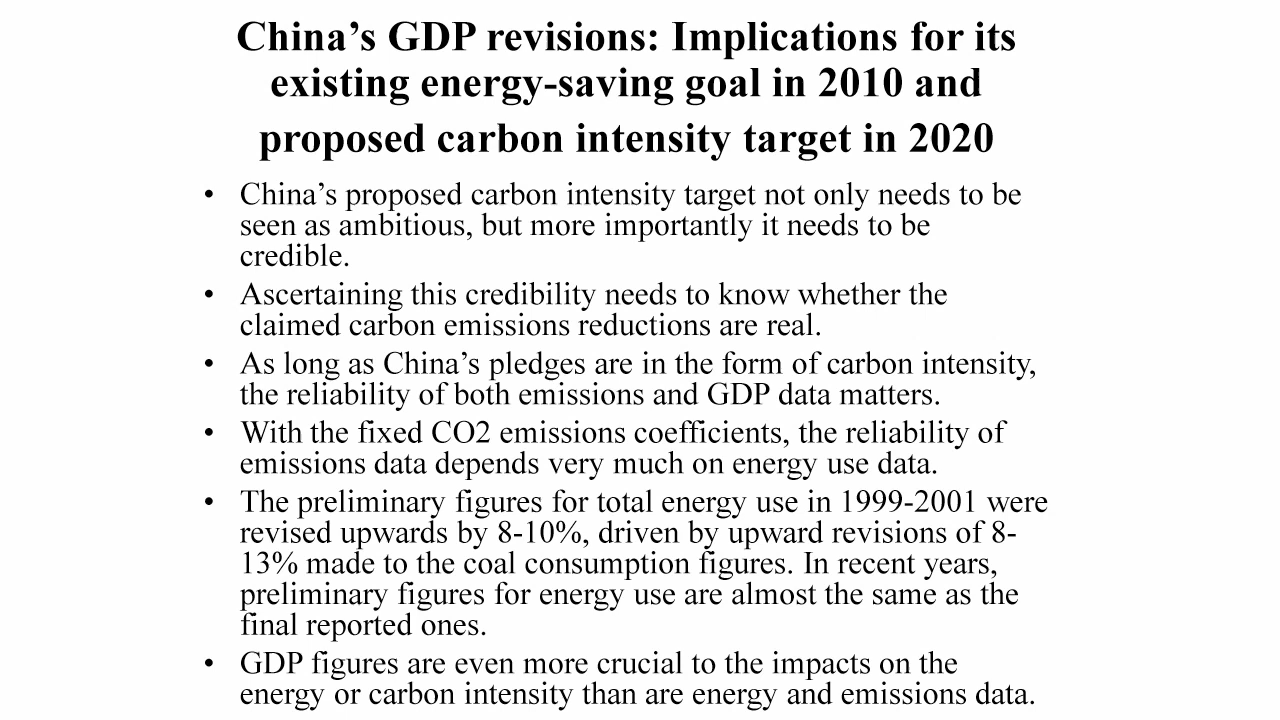 China’s GDP revisions: Implications for its
existing energy-saving goal in 2010 and
proposed carbon intensity target in 2020
• China’s proposed carbon intensity target not only needs to be
seen as ambitious, but more importantly it needs to be
credible.
• Ascertaining this credibility needs to know whether the
claimed carbon emissions reductions are real.
• As long as China’s pledges are in the form of carbon intensity,
the reliability of both emissions and GDP data matters.
• With the fixed CO2 emissions coefficients, the reliability of
emissions data depends very much on energy use data.
• The preliminary figures for total energy use in 1999-2001 were
revised upwards by 8-10%, driven by upward revisions of 8-
13% made to the coal consumption figures. In recent years,
preliminary figures for energy use are almost the same as the
final reported ones.
• GDP figures are even more crucial to the impacts on the
energy or carbon intensity than are energy and emissions data.